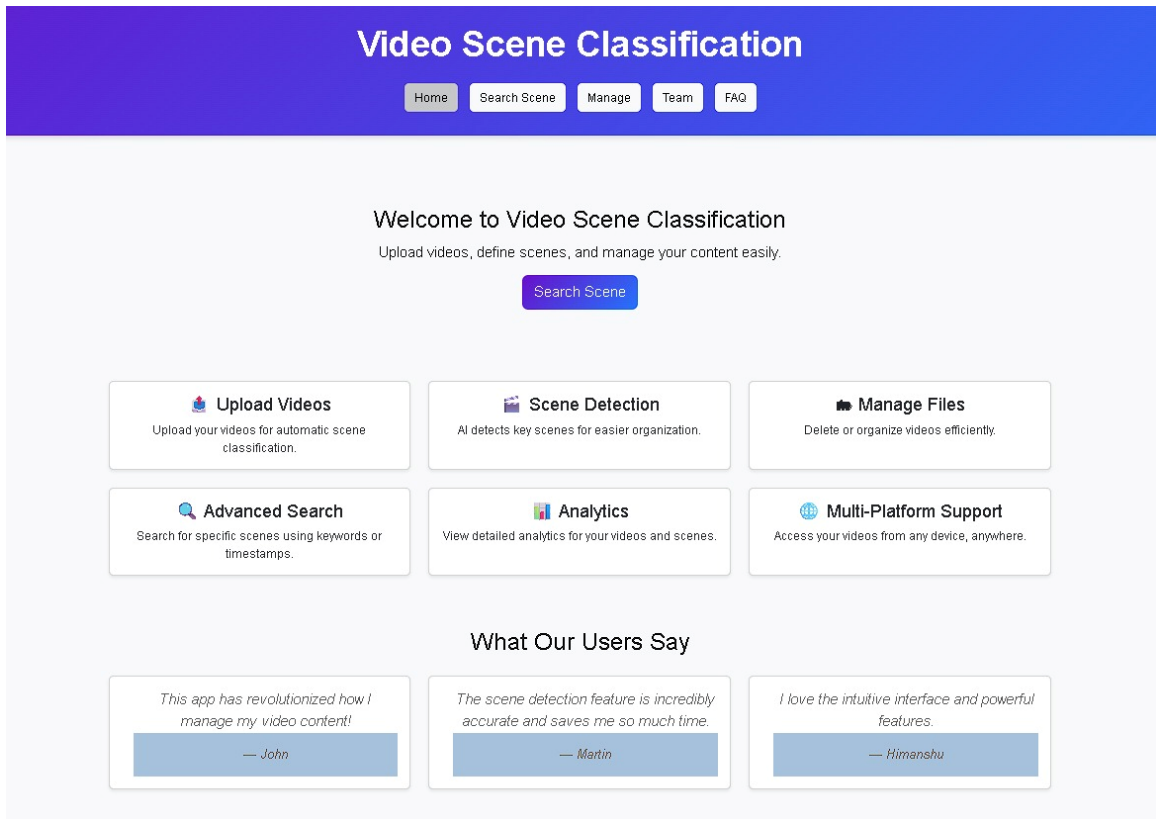 Video Scene Classification
Home Search Scene Manage Team FAQ
Welcome to Video Scene Classification
Upload videos, define scenes, and manage your content easily.
Search Scene
Upload Videos
Upload your videos for automatic scene
classification.
Scene Detection
AI detects key scenes for easier organization.
Manage Files
Delete or organize videos efficiently.
Advanced Search
Search for specific scenes using keywords or
timestamps.
Analytics
View detailed analytics for your videos and scenes.
Multi-Platform Support
Access your videos from any device, anywhere.
What Our Users Say
This app has revolutionized how I
manage my video content!
— John
The scene detection feature is incredibly
accurate and saves me so much time.
— Martin
I love the intuitive interface and powerful
features.
— Himanshu